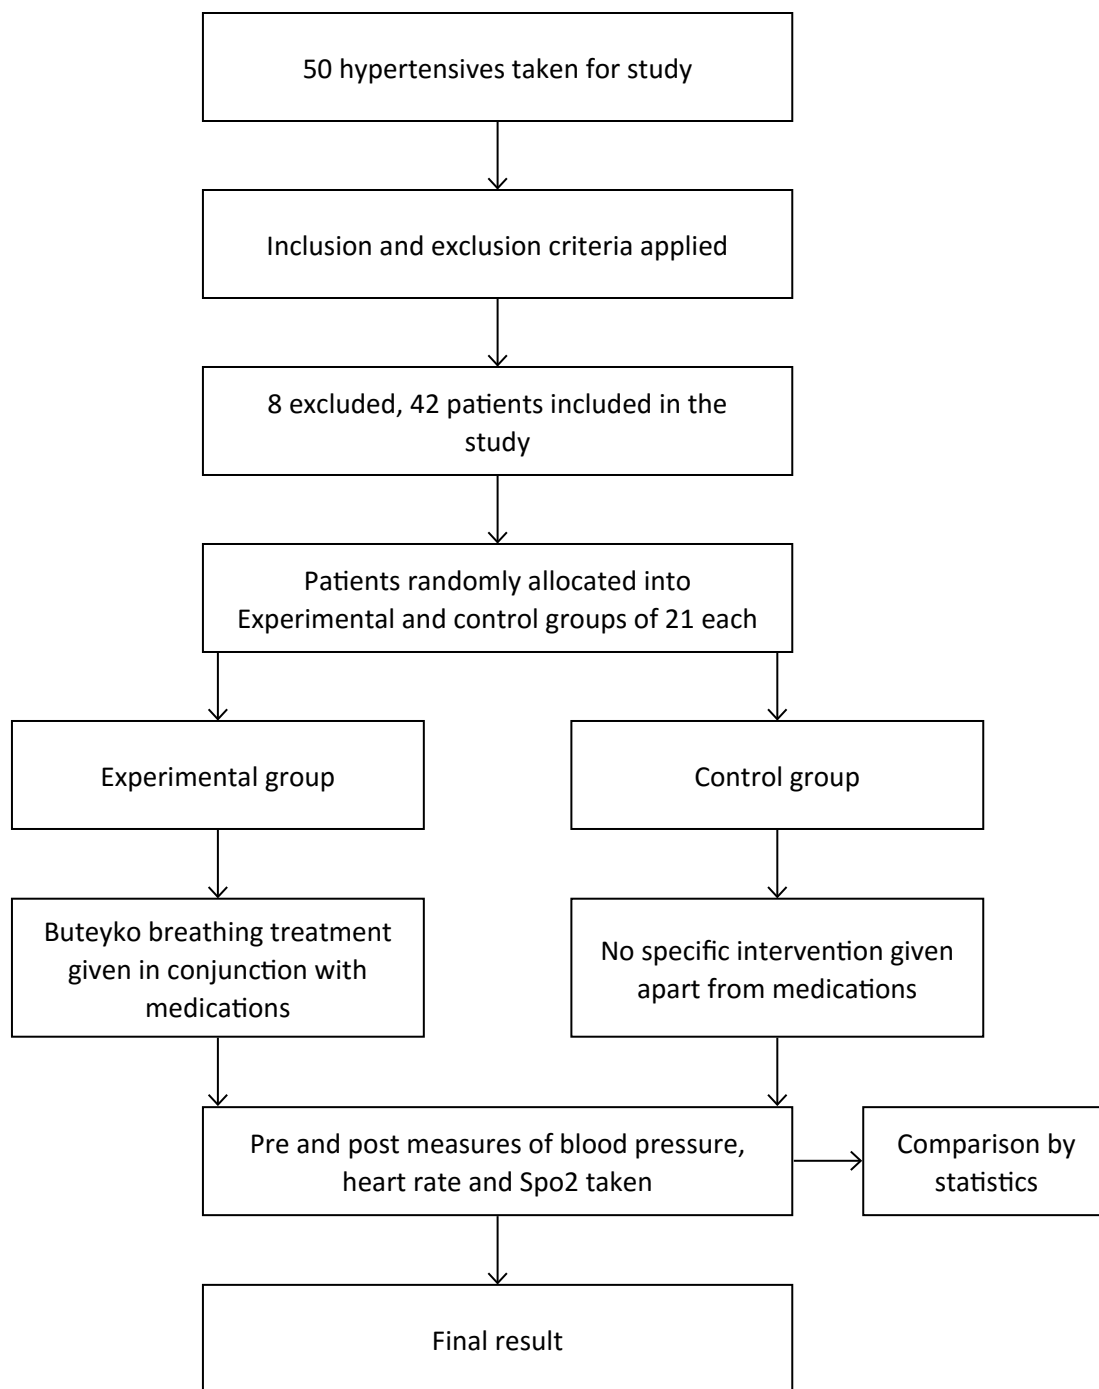 50 hypertensives taken for study
Inclusion and exclusion criteria applied
8 excluded, 42 patients included in the
study
Patients randomly allocated into
Experimental and control groups of 21 each
Experimental group
Control group
Buteyko breathing treatment
given in conjunction with
medications
No specific intervention given
apart from medications
Pre and post measures of blood pressure,
heart rate and Spo2 taken
Comparison by
statistics
Final result